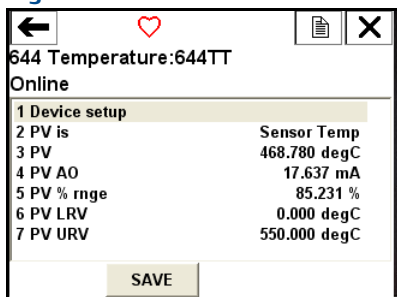 644 Temperature:644TT
Online
1 Device setup
2 PV is Sensor Temp
3 PV 468.780 degC
4 PV AO 17.637 mA
5 PV % rnge 85.231 %
6 PV LRV 0.000 degC
7 PV URV 550.000 degC
SAVE